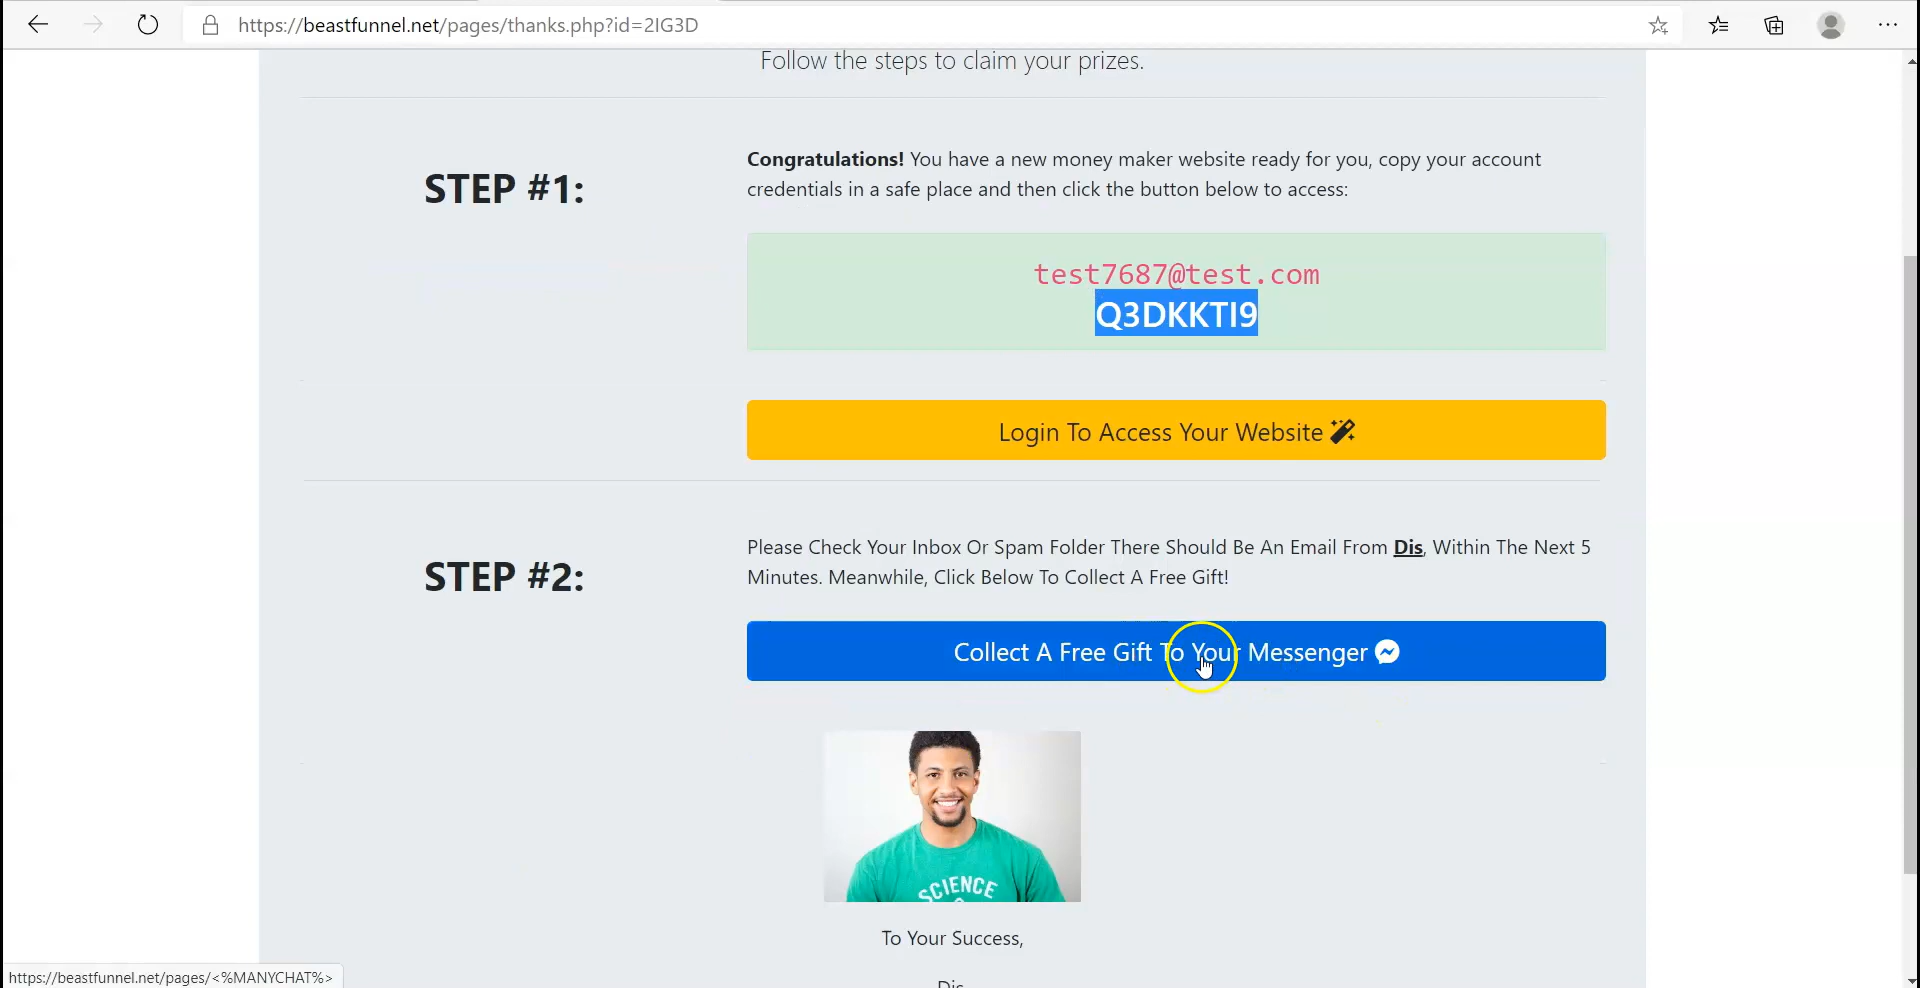 https://beastfunnel.net/pages/thanks.php?id=2IG3D
Follow the steps to claim your prizes.
STEP #1:
Congratulations! You have a new money maker website ready for you, copy your account
credentials in a safe place and then click the button below to access:
test7687@test.com
Q3DKKTI9
Login To Access Your Website
STEP #2:
Please Check Your Inbox Or Spam Folder There Should Be An Email From Dis, Within The Next 5
Minutes. Meanwhile, Click Below To Collect A Free Gift!
Collect A Free Gift To Your Messenger
SCIENCE
To Your Success,
Dis
https://beastfunnel.net/pages/<%MANYCHAT%>